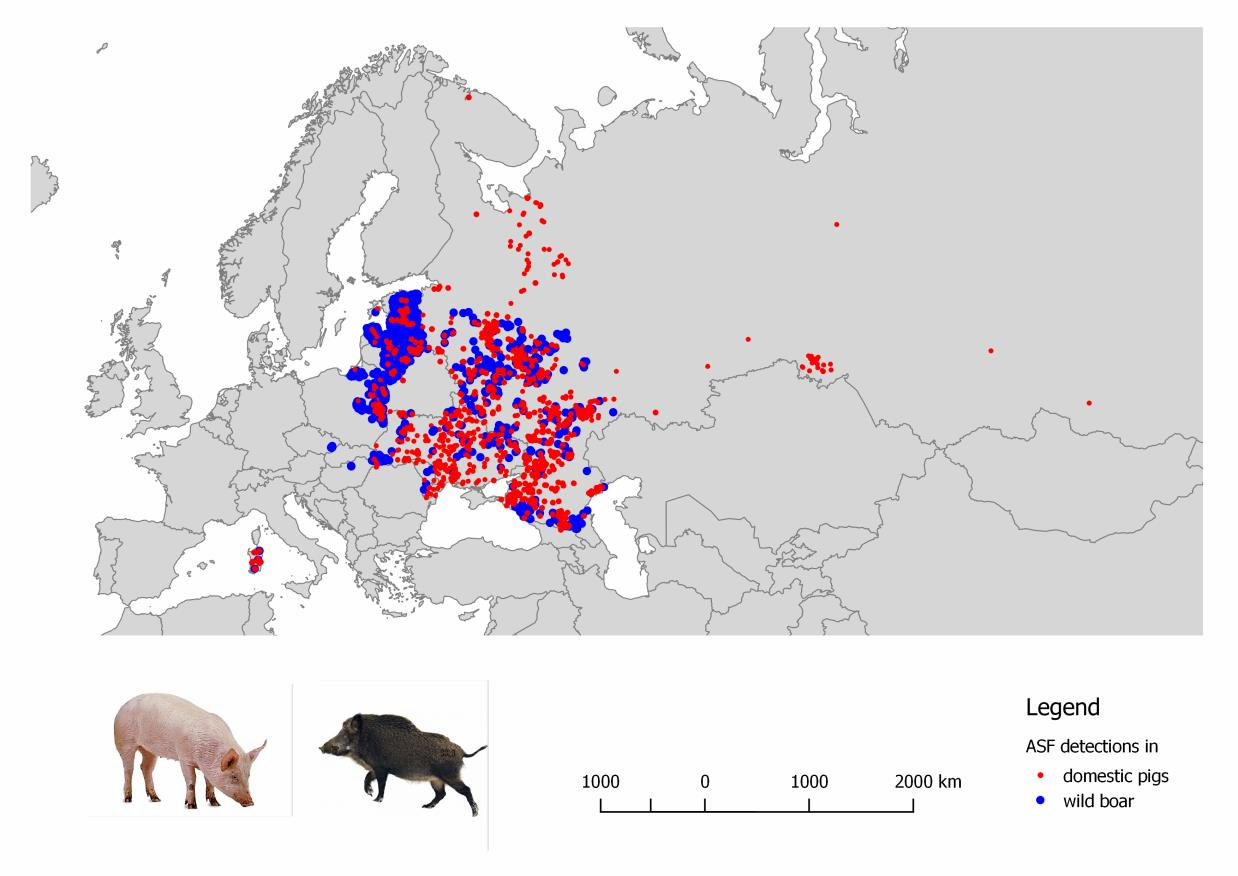 1000 0 1000 2000 km
Legend
ASF detections in
domestic pigs
wild boar